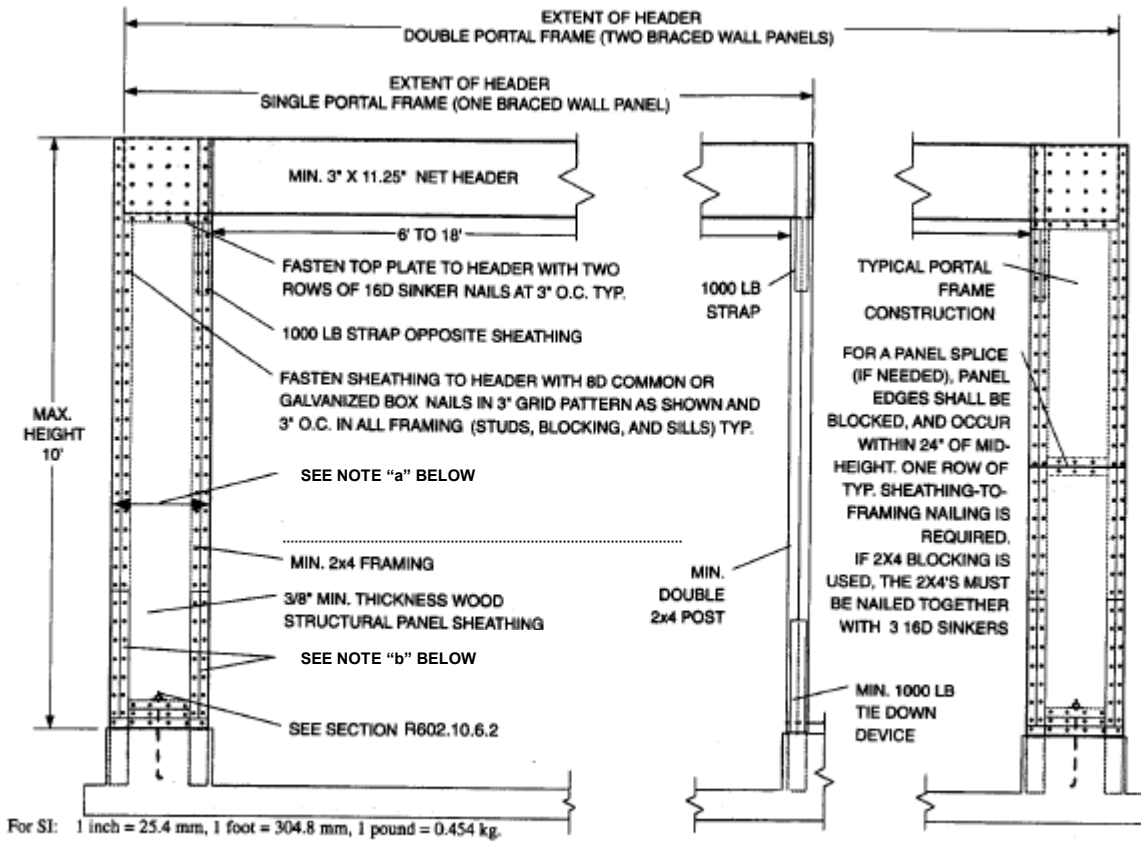 EXTENT OF HEADER
DOUBLE PORTAL FRAME (TWO BRACED WALL PANELS)
EXTENT OF HEADER
SINGLE PORTAL FRAME (ONE BRACED WALL PANEL)
MIN. 3" X 11.25" NET HEADER
6' TO 18'
FASTEN TOP PLATE TO HEADER WITH TWO
ROWS OF 16D SINKER NAILS AT 3" O.C. TYP.
1000 LB STRAP OPPOSITE SHEATHING
FASTEN SHEATHING TO HEADER WITH 8D COMMON OR
GALVANIZED BOX NAILS IN 3" GRID PATTERN AS SHOWN AND
3" O.C. IN ALL FRAMING (STUDS, BLOCKING, AND SILLS) TYP.
MAX.
HEIGHT
10'
SEE NOTE “a” BELOW
MIN. 2x4 FRAMING
3/8" MIN. THICKNESS WOOD
STRUCTURAL PANEL SHEATHING
SEE NOTE “b” BELOW
SEE SECTION R602.10.6.2
1000 LB
STRAP
MIN.
DOUBLE
2x4 POST
MIN. 1000 LB
TIE DOWN
DEVICE
TYPICAL PORTAL
FRAME
CONSTRUCTION
FOR A PANEL SPLICE
(IF NEEDED), PANEL
EDGES SHALL BE
BLOCKED, AND OCCUR
WITHIN 24" OF MID-
HEIGHT. ONE ROW OF
TYP. SHEATHING-TO-
FRAMING NAILING IS
REQUIRED.
IF 2X4 BLOCKING IS
USED, THE 2X4'S MUST
BE NAILED TOGETHER
WITH 3 16D SINKERS
For SI: 1 inch = 25.4 mm, 1 foot = 304.8 mm, 1 pound = 0.454 kg.